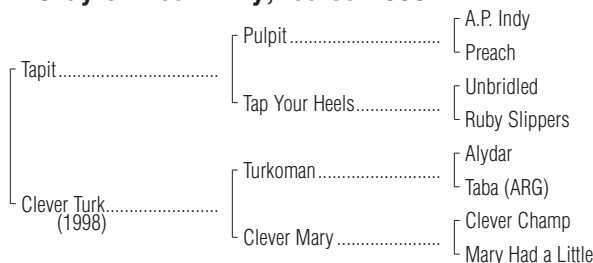 A.P. Indy
Pulpit
Preach
Tapit
Unbridled
Tap Your Heels
Ruby Slippers
Alydar
Turkoman
Taba (ARG)
Clever Turk
(1998)
Clever Champ
Clever Mary
Mary Had a Little